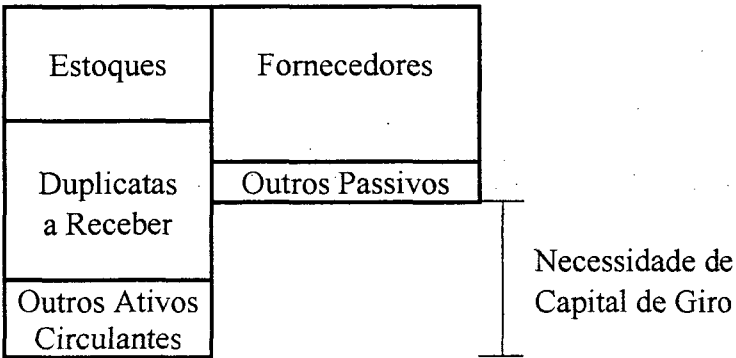 Estoques
Fornecedores
Duplicatas
a Receber
Outros Passivos
Outros Ativos
Circulantes
Necessidade de
Capital de Giro